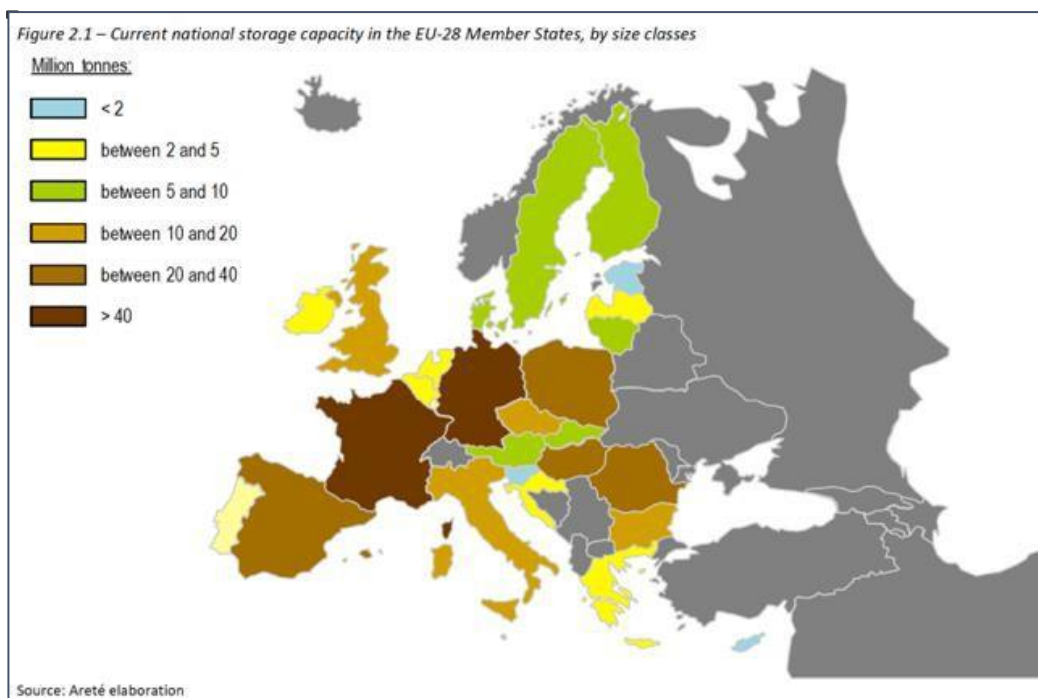 Figure 2.1 – Current national storage capacity in the EU-28 Member States, by size classes
Million tonnes:
< 2
between 2 and 5
between 5 and 10
between 10 and 20
between 20 and 40
> 40
Source: Areté elaboration